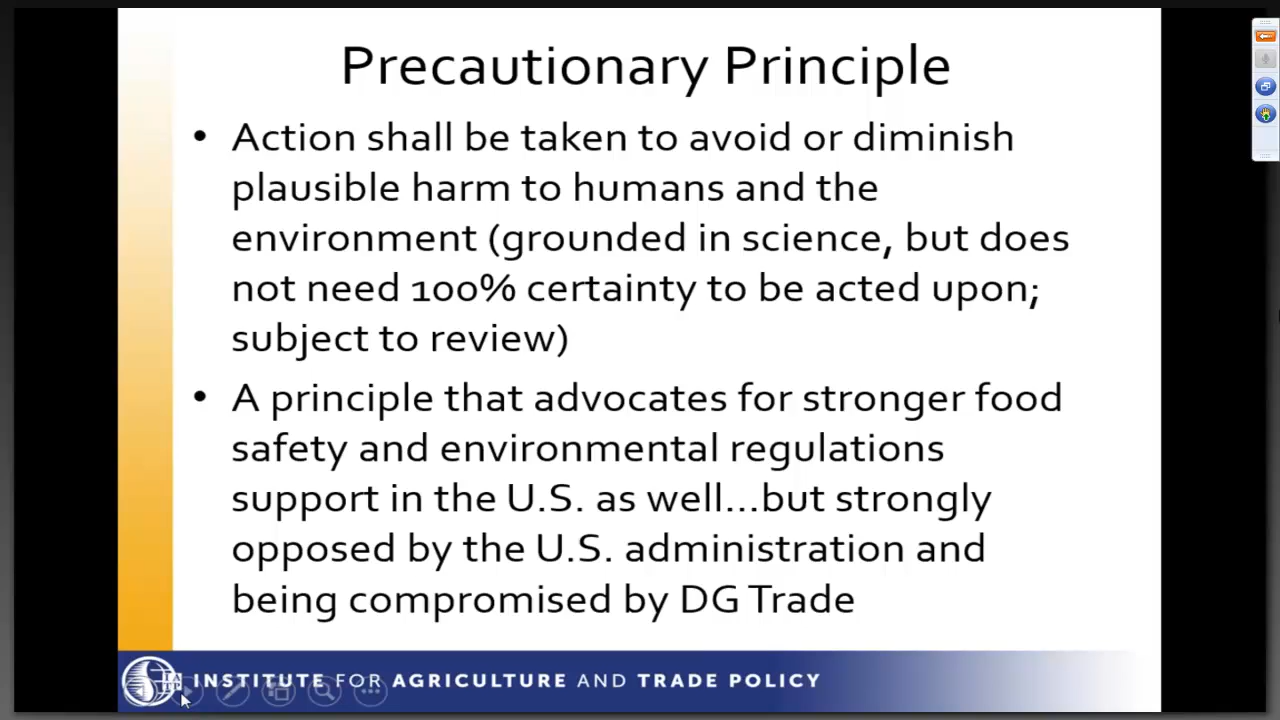 Precautionary Principle
• Action shall be taken to avoid or diminish
plausible harm to humans and the
environment (grounded in science, but does
not need 100% certainty to be acted upon;
subject to review)
• A principle that advocates for stronger food
safety and environmental regulations
support in the U.S. as well...but strongly
opposed by the U.S. administration and
being compromised by DG Trade
INSTITUTE FOR AGRICULTURE AND TRADE POLICY